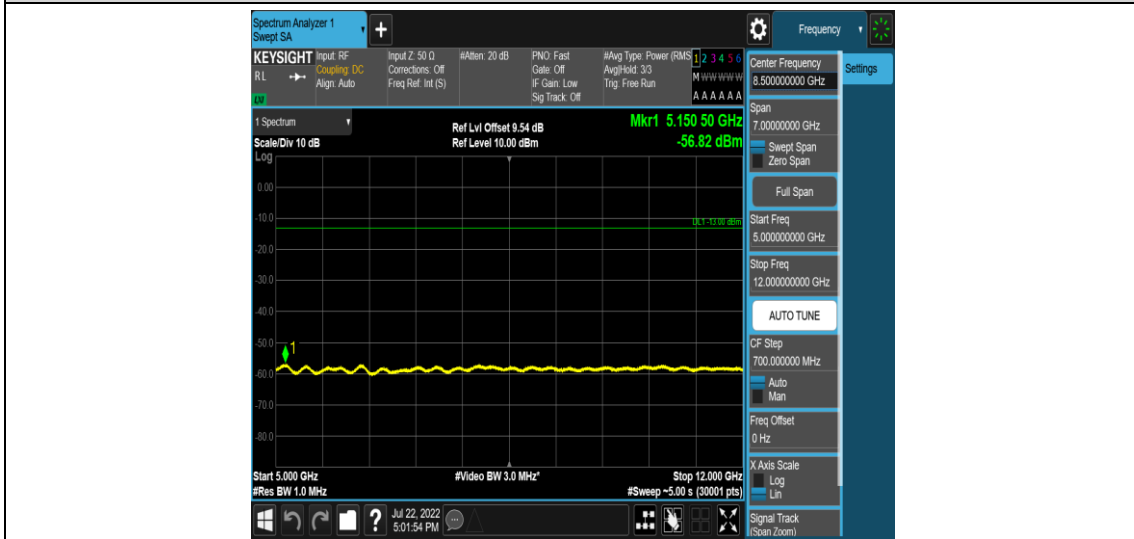 Spectrum Analyzer 1
Swept SA
+
Frequency
KEYSIGHT
RL
Input: RF
Coupling: DC
Align: Auto
Input Z: 50 Ω
Corrections: Off
Freq Ref: Int (S)
#Atten: 20 dB
PNO: Fast
Gate: Off
IF Gain: Low
Sig Track: Off
#Avg Type: Power (RMS
Avg|Hold: 3/3
Trig: Free Run
1 2 3 4 5 6
M W W W W W
A A A A A A
1 Spectrum
Scale/Div 10 dB
Log
Ref Lvl Offset 9.54 dB
Ref Level 10.00 dBm
Mkr1 5.150 50 GHz
-56.82 dBm
0.00
-10.0
DL1 -13.00 dBm
-20.0
-30.0
-40.0
-50.0
1
-60.0
-70.0
-80.0
Start 5.000 GHz
#Res BW 1.0 MHz
#Video BW 3.0 MHz*
Stop 12.000 GHz
#Sweep ~5.00 s (30001 pts)
?
Jul 22, 2022
5:01:54 PM
Center Frequency
8.500000000 GHz
Settings
Span
7.00000000 GHz
Swept Span
Zero Span
Full Span
Start Freq
5.000000000 GHz
Stop Freq
12.000000000 GHz
AUTO TUNE
CF Step
700.000000 MHz
Auto
Man
Freq Offset
0 Hz
X Axis Scale
Log
Lin
Signal Track
(Span Zoom)